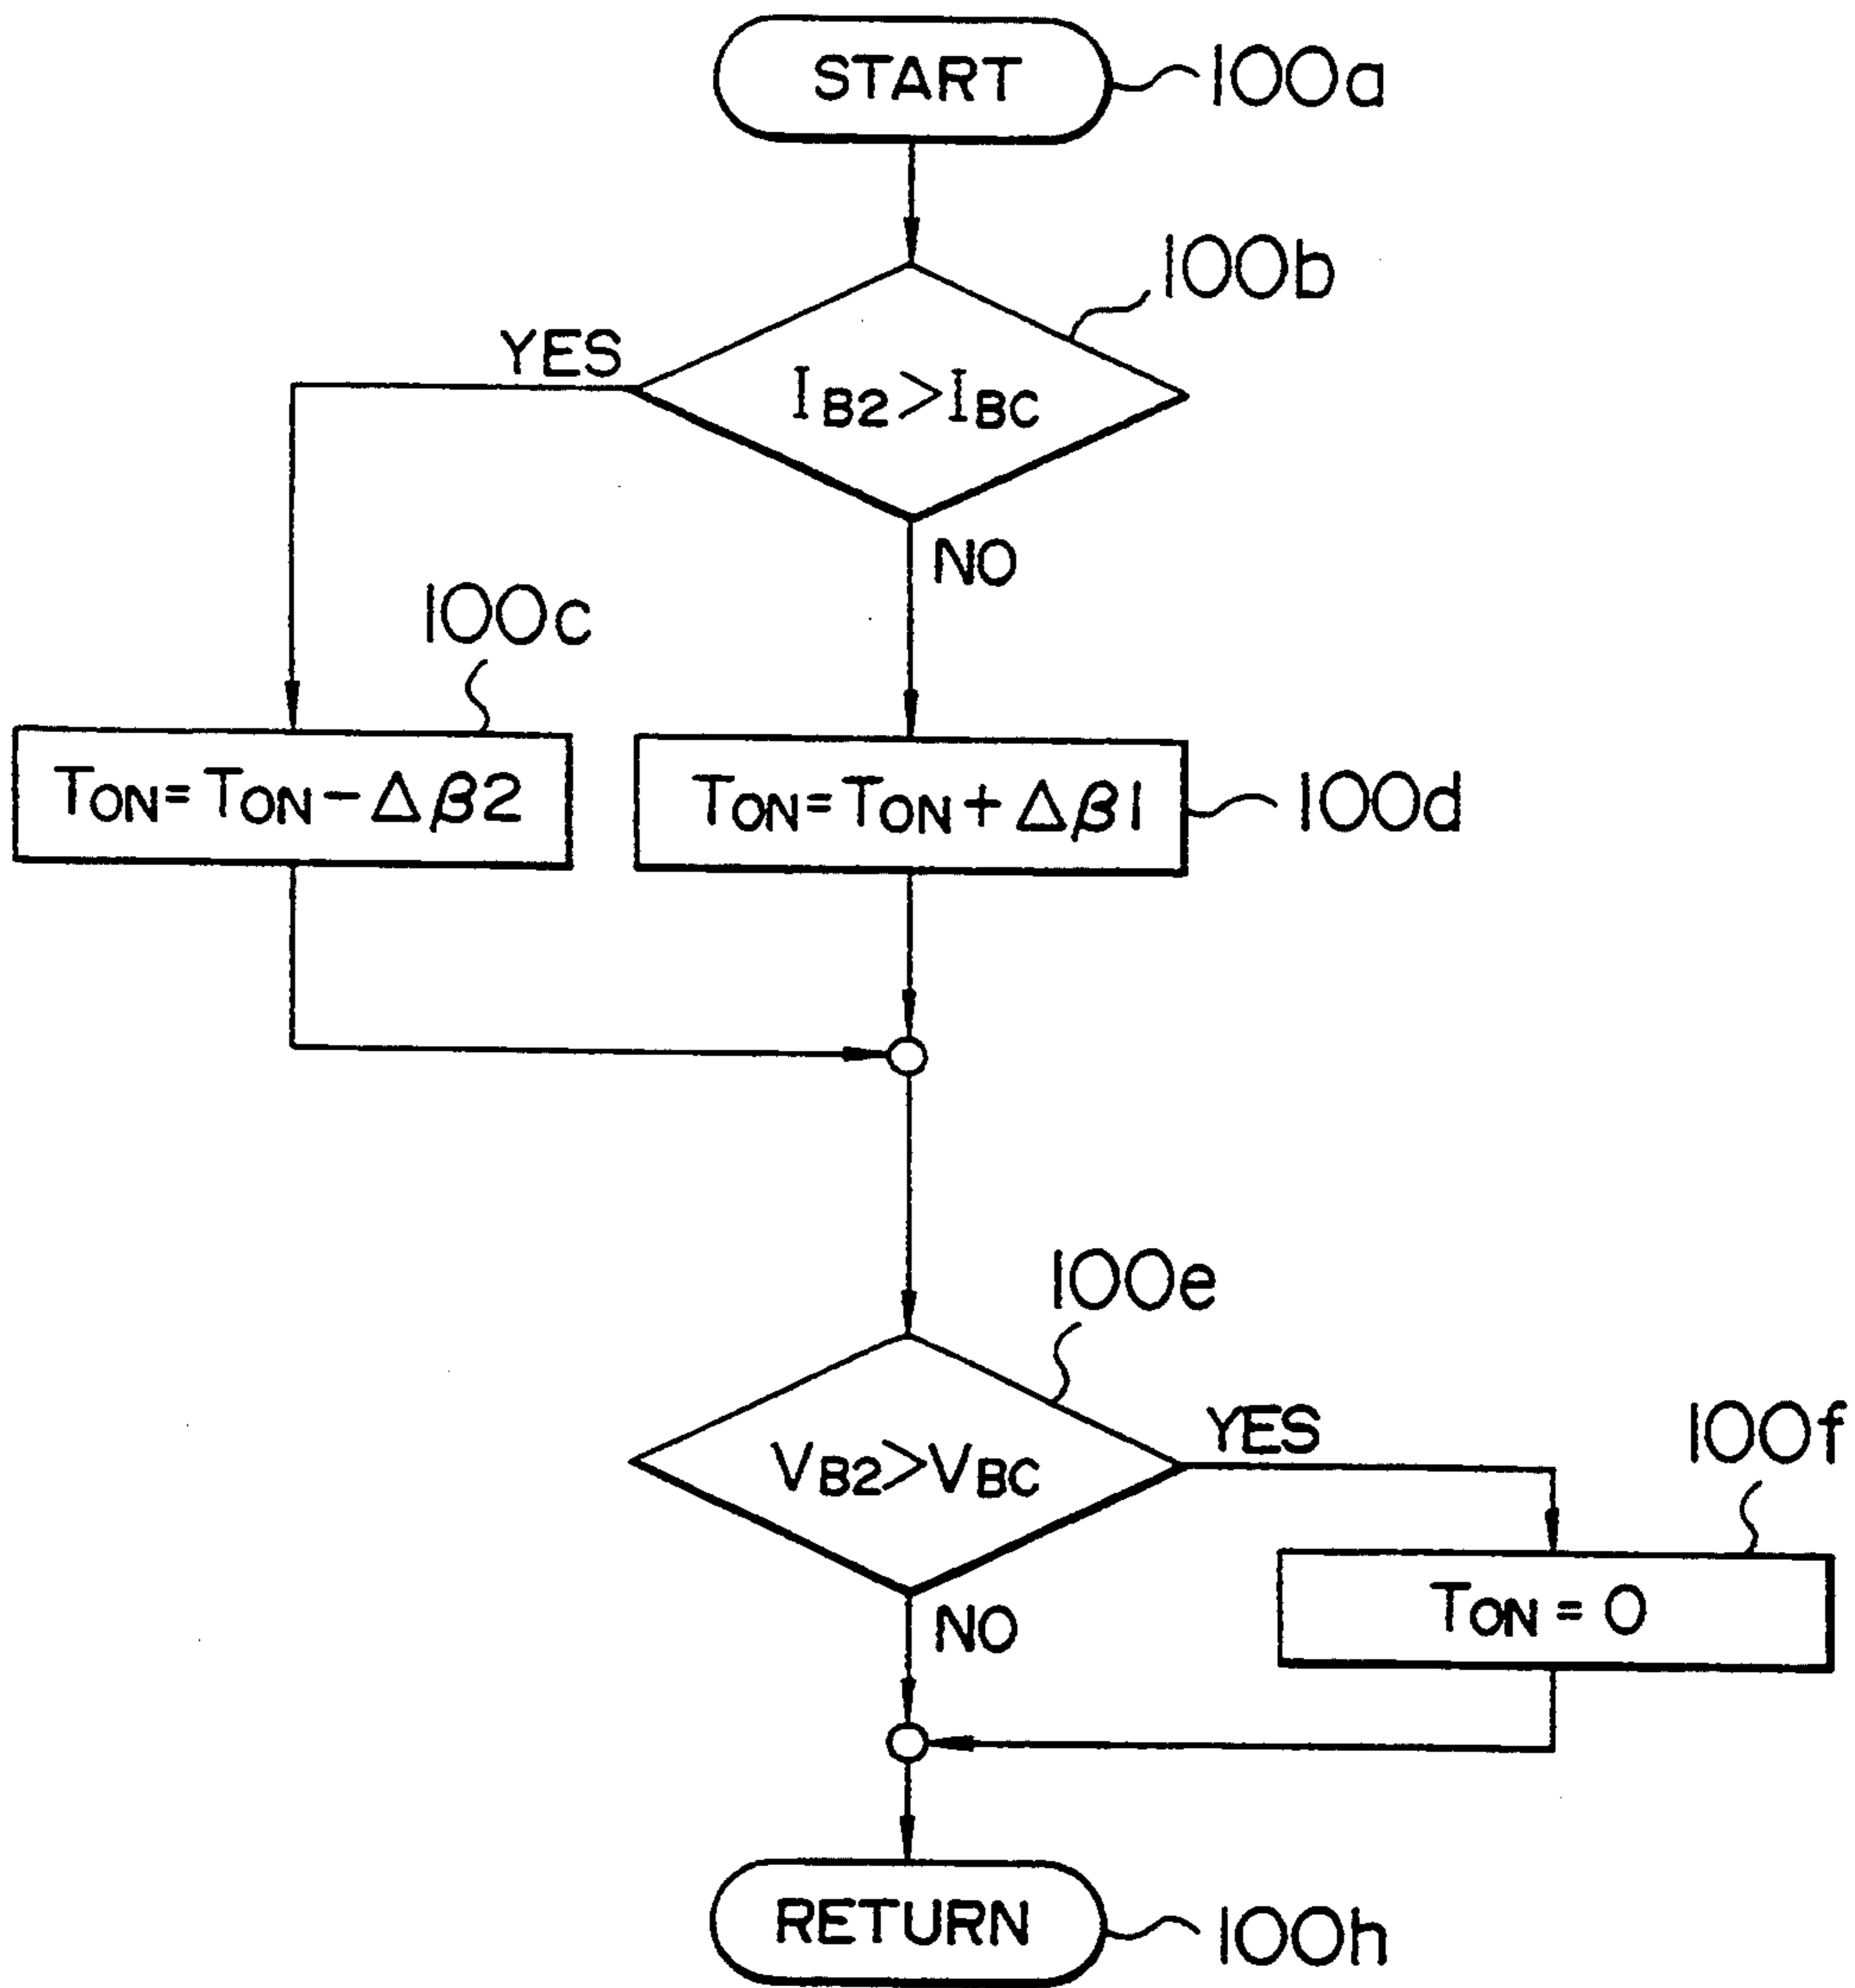 START
100a
100b
YES
IB2>IBC
NO
100c
TON=TON-Δβ2
TON=TON+Δβ1
100d
100e
VB2>VBC
YES
100f
TON=0
NO
RETURN
100h